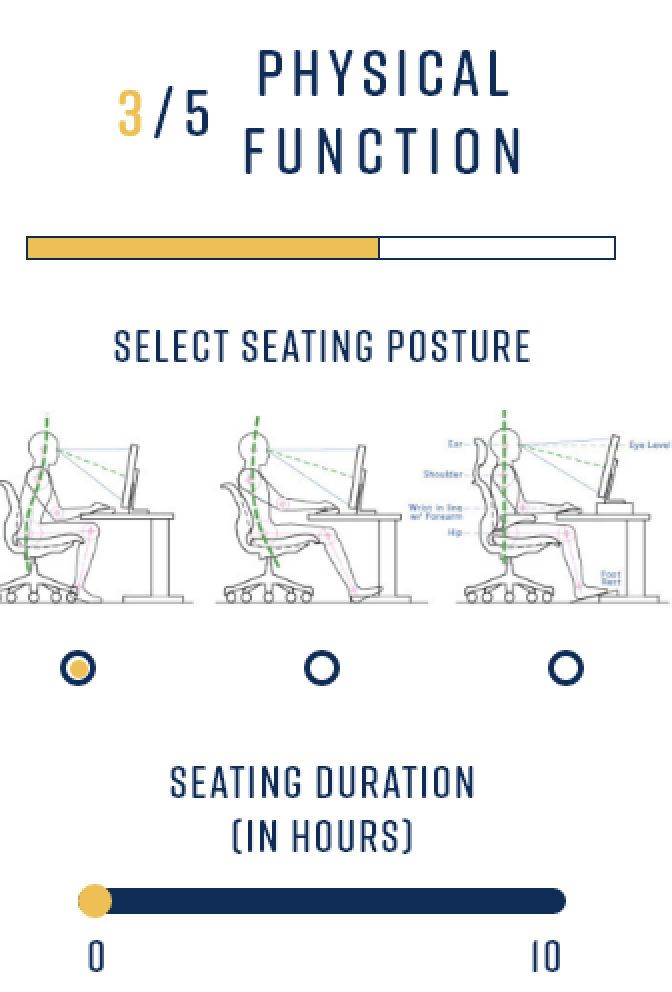 3/5
PHYSICAL
FUNCTION
SELECT SEATING POSTURE
Ear
Eye Level
Shoulder
Wrist in line
w/ Forearm
Hip
Foot
Rest
SEATING DURATION
(IN HOURS)
0
10